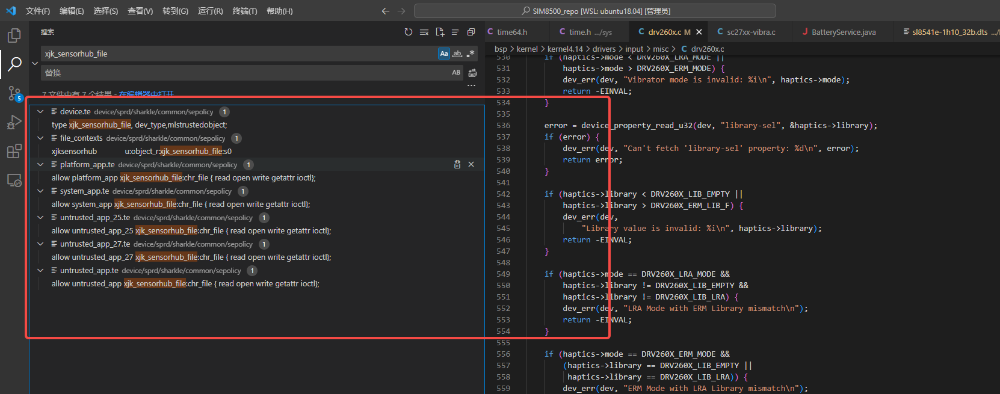 文件(F) 编辑(E) 选择(S) 查看(V) 转到(G) 运行(R) 终端(T) 帮助(H) SIM8500_repo [WSL: ubuntu18.04] [管理员]
搜索
xjk_sensorhub_file Aa ab .*
替换 AB
7 文件中有 7 个结果 - 在编辑器中打开
5
device.te device/sprd/sharkle/common/sepolicy 1
type xjk_sensorhub_file, dev_type,mlstrustedobject;
file_contexts device/sprd/sharkle/common/sepolicy 1
xjksensorhub u:object_r:xjk_sensorhub_file:s0
platform_app.te device/sprd/sharkle/common/sepolicy 1
allow platform_app xjk_sensorhub_file:chr_file { read open write getattr ioctl};
system_app.te device/sprd/sharkle/common/sepolicy 1
allow system_app xjk_sensorhub_file:chr_file { read open write getattr ioctl};
untrusted_app_25.te device/sprd/sharkle/common/sepolicy 1
allow untrusted_app_25 xjk_sensorhub_file:chr_file { read open write getattr ioctl};
untrusted_app_27.te device/sprd/sharkle/common/sepolicy 1
allow untrusted_app_27 xjk_sensorhub_file:chr_file { read open write getattr ioctl};
untrusted_app.te device/sprd/sharkle/common/sepolicy 1
allow untrusted_app xjk_sensorhub_file:chr_file { read open write getattr ioctl};
C time64.h C time.h .../sys C drv260x.c M C sc27xx-vibra.c J BatteryService.java sl8541e-1h10_32b.dts .../
bsp > kernel > kernel4.14 > drivers > input > misc > C drv260x.c
530 if (haptics->mode < DRV260X_LRA_MODE ||
531 haptics->mode > DRV260X_ERM_MODE) {
532 dev_err(dev, "Vibrator mode is invalid: %i\n", haptics->mode);
533 return -EINVAL;
534 }
535
536 error = device_property_read_u32(dev, "library-sel", &haptics->library);
537 if (error) {
538 dev_err(dev, "Can't fetch 'library-sel' property: %d\n", error);
539 return error;
540 }
541
542 if (haptics->library < DRV260X_LIB_EMPTY ||
543 haptics->library > DRV260X_ERM_LIB_F) {
544 dev_err(dev,
545 "Library value is invalid: %i\n", haptics->library);
546 return -EINVAL;
547 }
548
549 if (haptics->mode == DRV260X_LRA_MODE &&
550 haptics->library != DRV260X_LIB_EMPTY &&
551 haptics->library != DRV260X_LIB_LRA) {
552 dev_err(dev, "LRA Mode with ERM Library mismatch\n");
553 return -EINVAL;
554 }
555
556 if (haptics->mode == DRV260X_ERM_MODE &&
557 (haptics->library == DRV260X_LIB_EMPTY ||
558 haptics->library == DRV260X_LIB_LRA)) {
559 dev_err(dev, "ERM Mode with LRA Library mismatch\n");